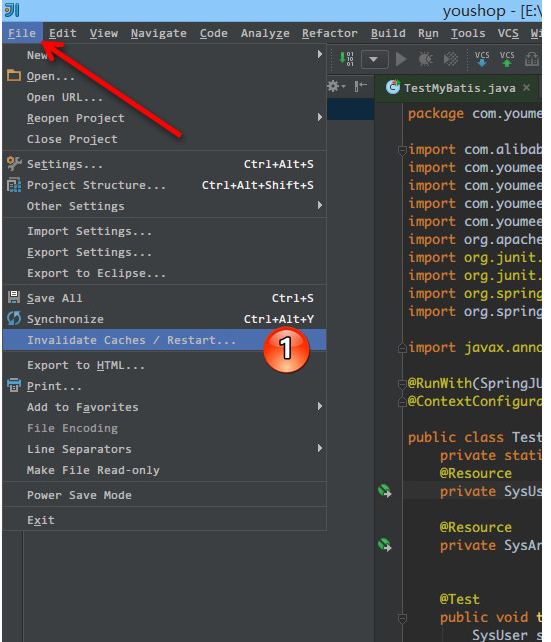 youshop - [E:\
File Edit View Navigate Code Analyze Refactor Build Run Tools VCS W
New
Open...
Open URL...
Reopen Project
Close Project
Settings... Ctrl+Alt+S
Project Structure... Ctrl+Alt+Shift+S
Other Settings
Import Settings...
Export Settings...
Export to Eclipse...
Save All Ctrl+S
Synchronize Ctrl+Alt+Y
Invalidate Caches / Restart...
1
Export to HTML...
Print...
Add to Favorites
File Encoding
Line Separators
Make File Read-only
Power Save Mode
Exit
VCS VCS
TestMyBatis.java
package com.youme
import com.alibab
import com.youmee
import com.youmee
import com.youmee
import com.youmee
import org.apache
import org.junit.
import org.junit.
import org.spring
import org.spring
import javax.anno
@RunWith(SpringJU
@ContextConfigura
public class Test
private stati
@Resource
private SysUs
@Resource
private SysAr
@Test
public void t
SysUser s